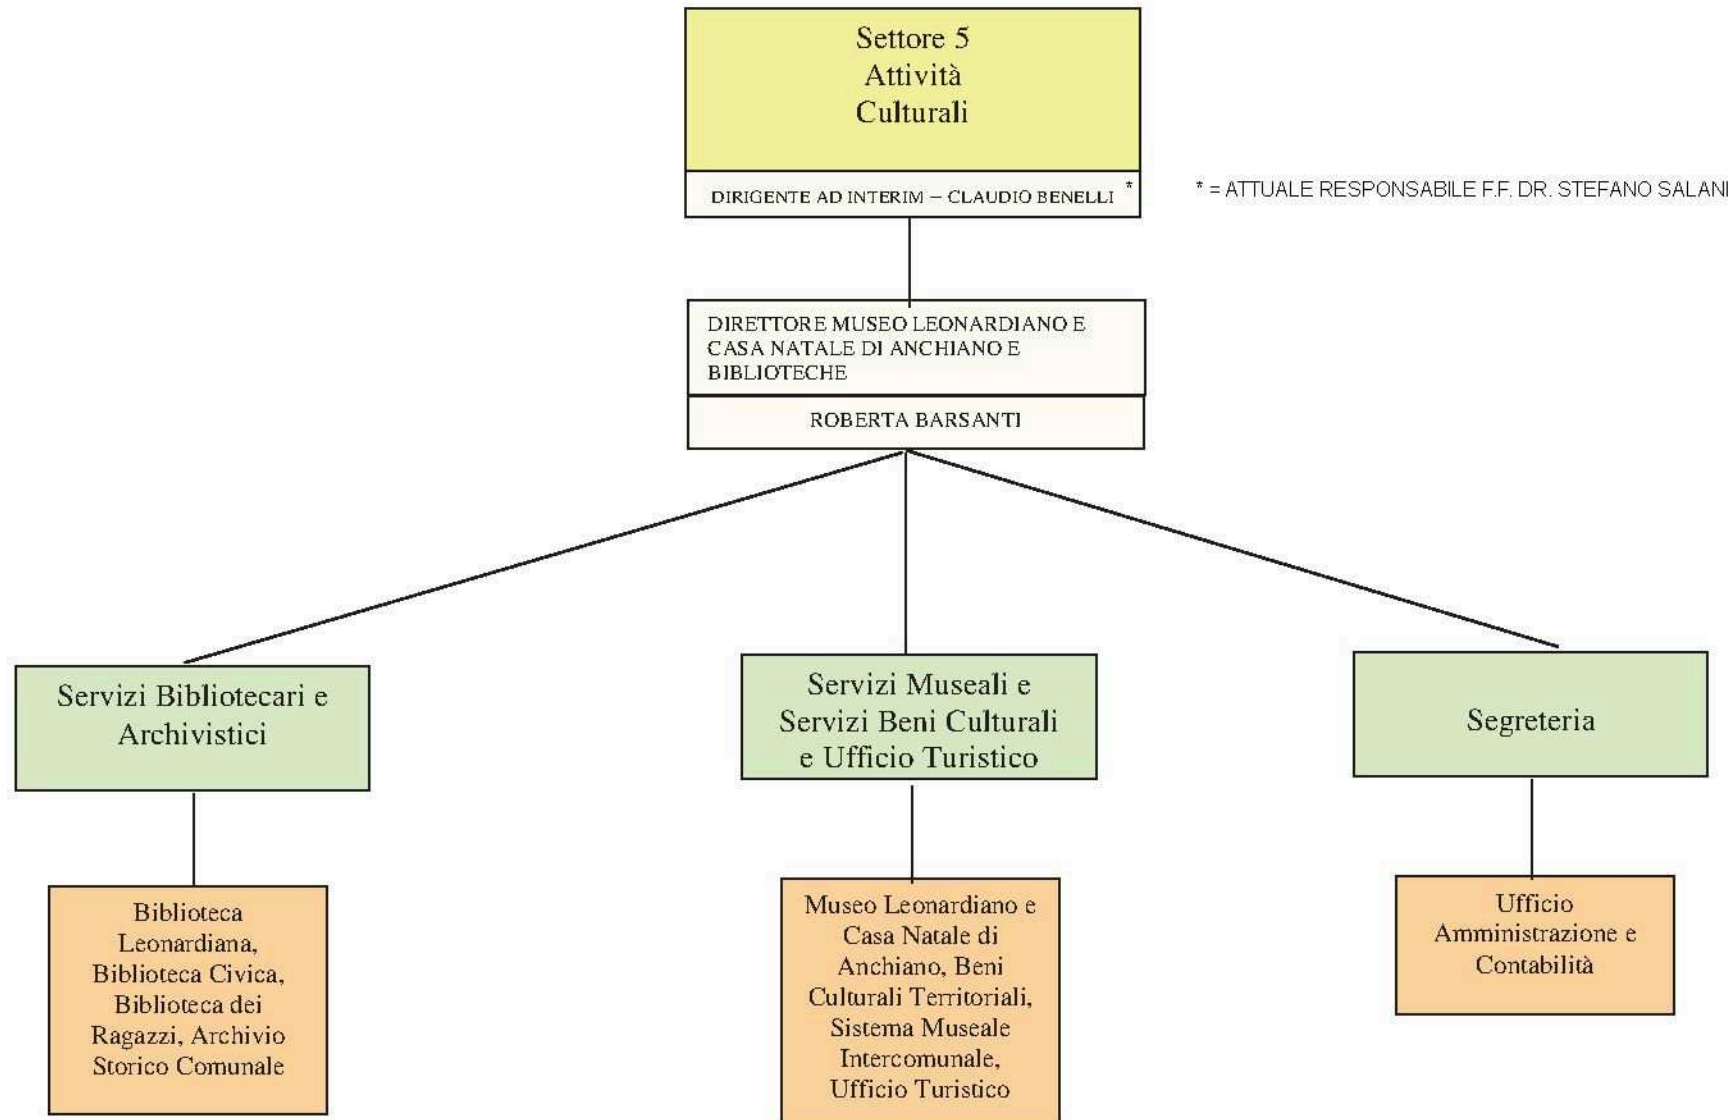 Settore 5
Attività
Culturali
DIRIGENTE AD INTERIM – CLAUDIO BENELLI *
* = ATTUALE RESPONSABILE F.F. DR. STEFANO SALANI
DIRETTORE MUSEO LEONARDIANO E
CASA NATALE DI ANCHIANO E
BIBLIOTECHE
ROBERTA BARSANTI
Servizi Bibliotecari e
Archivistici
Servizi Museali e
Servizi Beni Culturali
e Ufficio Turistico
Segreteria
Biblioteca
Leonardiana,
Biblioteca Civica,
Biblioteca dei
Ragazzi, Archivio
Storico Comunale
Museo Leonardiano e
Casa Natale di
Anchiano, Beni
Culturali Territoriali,
Sistema Museale
Intercomunale,
Ufficio Turistico
Ufficio
Amministrazione e
Contabilità